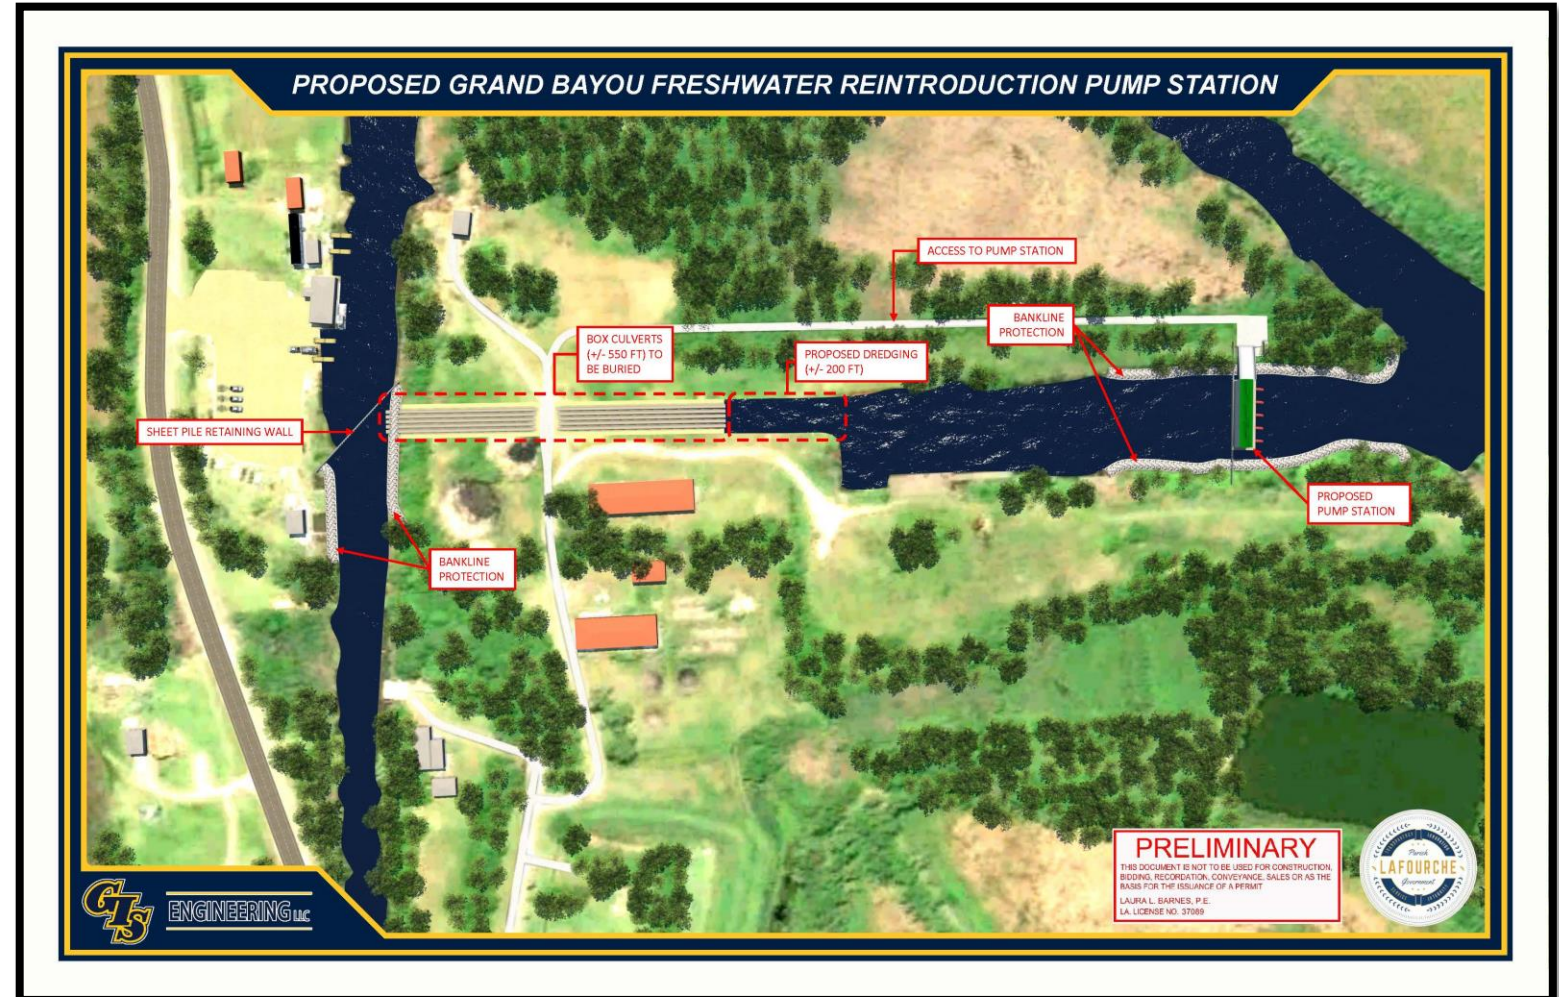 PROPOSED GRAND BAYOU FRESHWATER REINTRODUCTION PUMP STATION
ACCESS TO PUMP STATION
BANKLINE
PROTECTION
BOX CULVERTS
(+/- 550 FT) TO
BE BURIED
PROPOSED DREDGING
(+/- 200 FT)
SHEET PILE RETAINING WALL
PROPOSED
PUMP STATION
BANKLINE
PROTECTION
PRELIMINARY
THIS DOCUMENT IS NOT TO BE USED FOR CONSTRUCTION,
BIDDING, RECORDATION, CONVEYANCE, SALES OR AS THE
BASIS FOR THE ISSUANCE OF A PERMIT
LAURA L. BARNES, P.E.
LA. LICENSE NO. 37089
Parish
LAFOURCHE
Government
GIS
ENGINEERING LLC